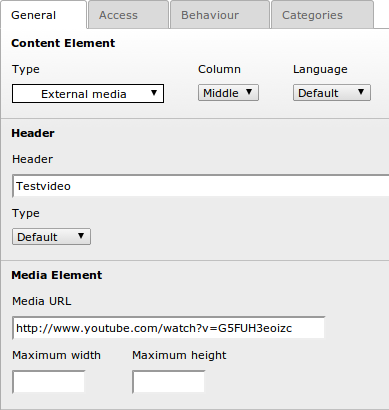 General Access Behaviour Categories
Content Element
Type Column Language
External media Middle Default
Header
Header
Testvideo
Type
Default
Media Element
Media URL
http://www.youtube.com/watch?v=G5FUH3eoizc
Maximum width Maximum height